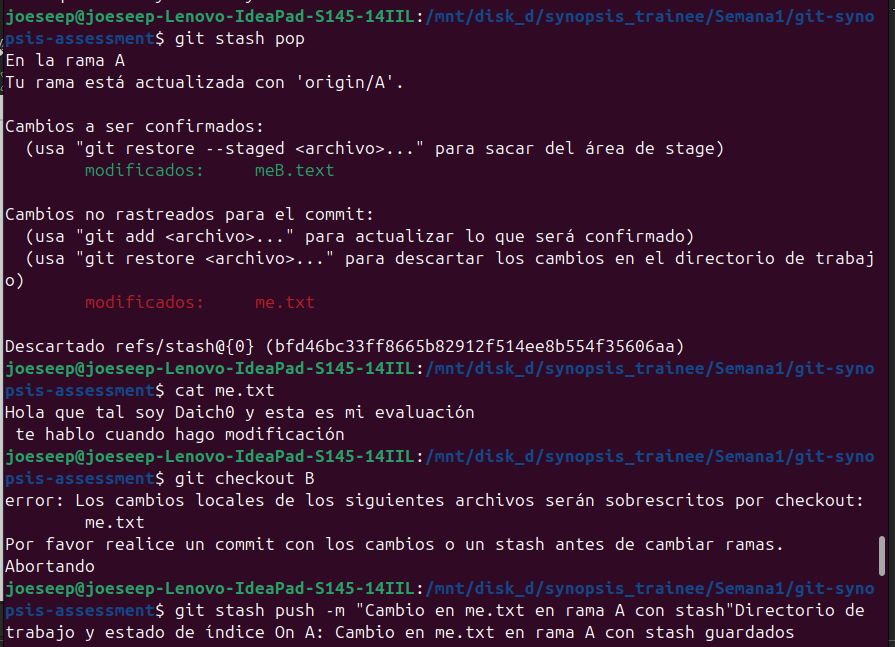 joeseep@joeseep-Lenovo-IdeaPad-S145-14IIL:/mnt/disk_d/synopsis_trainee/Semana1/git-syno
psis-assessment$ git stash pop
En la rama A
Tu rama está actualizada con 'origin/A'.
Cambios a ser confirmados:
  (usa "git restore --staged <archivo>..." para sacar del área de stage)
        modificados:     meB.text
Cambios no rastreados para el commit:
  (usa "git add <archivo>..." para actualizar lo que será confirmado)
  (usa "git restore <archivo>..." para descartar los cambios en el directorio de trabaj
o)
        modificados:     me.txt
Descartado refs/stash@{0} (bfd46bc33ff8665b82912f514ee8b554f35606aa)
joeseep@joeseep-Lenovo-IdeaPad-S145-14IIL:/mnt/disk_d/synopsis_trainee/Semana1/git-syno
psis-assessment$ cat me.txt
Hola que tal soy Daich0 y esta es mi evaluación
 te hablo cuando hago modificación
joeseep@joeseep-Lenovo-IdeaPad-S145-14IIL:/mnt/disk_d/synopsis_trainee/Semana1/git-syno
psis-assessment$ git checkout B
error: Los cambios locales de los siguientes archivos serán sobrescritos por checkout:
        me.txt
Por favor realice un commit con los cambios o un stash antes de cambiar ramas.
Abortando
joeseep@joeseep-Lenovo-IdeaPad-S145-14IIL:/mnt/disk_d/synopsis_trainee/Semana1/git-syno
psis-assessment$ git stash push -m "Cambio en me.txt en rama A con stash"Directorio de
trabajo y estado de índice On A: Cambio en me.txt en rama A con stash guardados